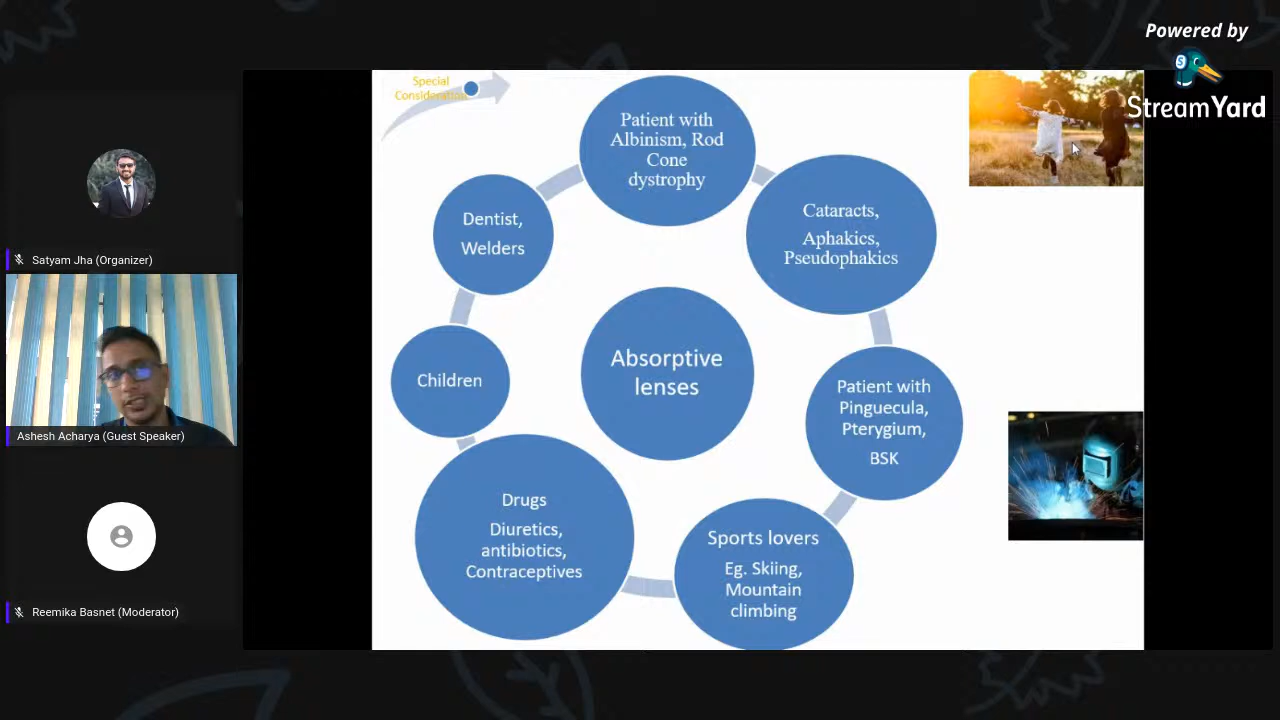 Powered by
StreamYard
Satyam Jha (Organizer)
Ashesh Acharya (Guest Speaker)
Reemika Basnet (Moderator)
Special
Consideration
Patient with
Albinism, Rod
Cone
dystrophy
Cataracts,
Aphakics,
Pseudophakics
Patient with
Pinguecula,
Pterygium,
BSK
Sports lovers
Eg. Skiing,
Mountain
climbing
Drugs
Diuretics,
antibiotics,
Contraceptives
Children
Dentist,
Welders
Absorptive
lenses